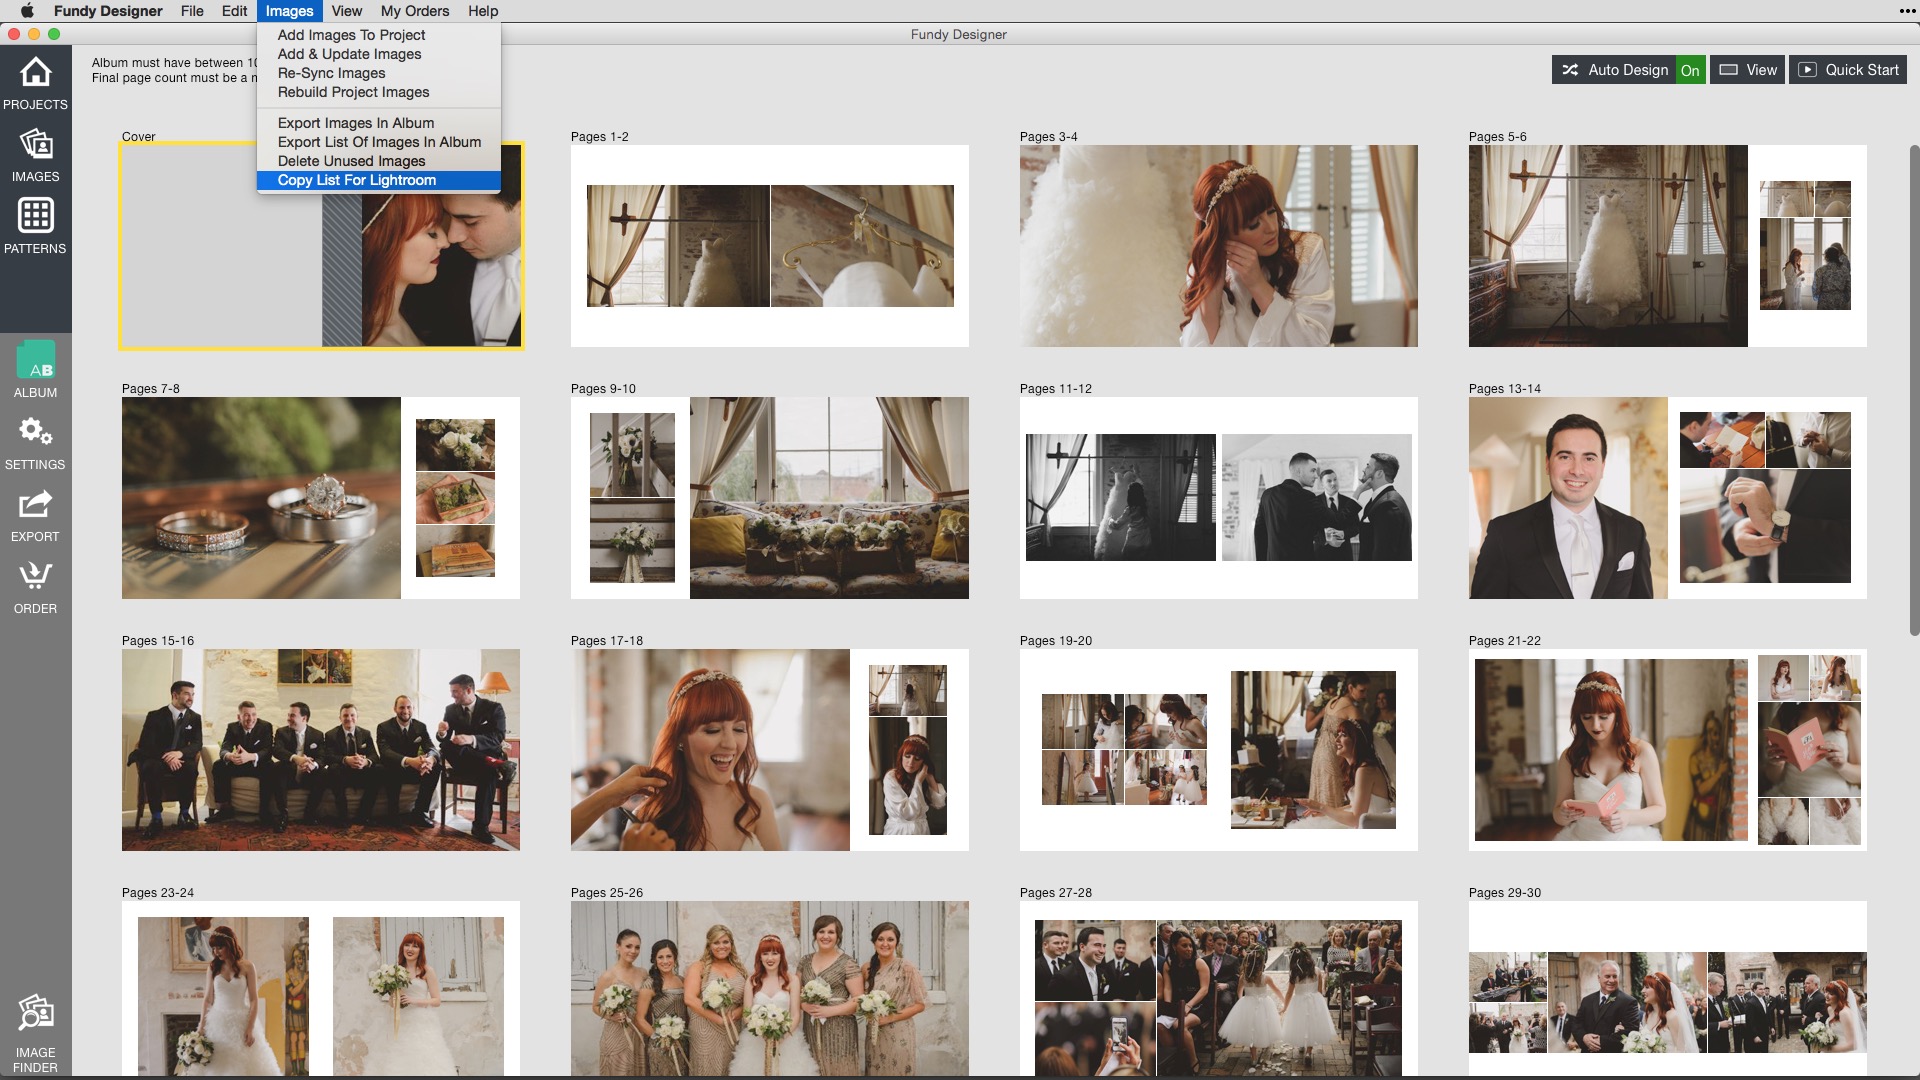 Fundy Designer File Edit Images View My Orders Help
Fundy Designer
Add Images To Project
Add & Update Images
Re-Sync Images
Rebuild Project Images
Export Images In Album
Export List Of Images In Album
Delete Unused Images
Copy List For Lightroom
Album must have between
Final page count must be a
Auto Design On View Quick Start
PROJECTS
IMAGES
PATTERNS
AB
ALBUM
SETTINGS
EXPORT
ORDER
IMAGE
FINDER
Cover Pages 1-2 Pages 3-4 Pages 5-6
Pages 7-8 Pages 9-10 Pages 11-12 Pages 13-14
Pages 15-16 Pages 17-18 Pages 19-20 Pages 21-22
Pages 23-24 Pages 25-26 Pages 27-28 Pages 29-30